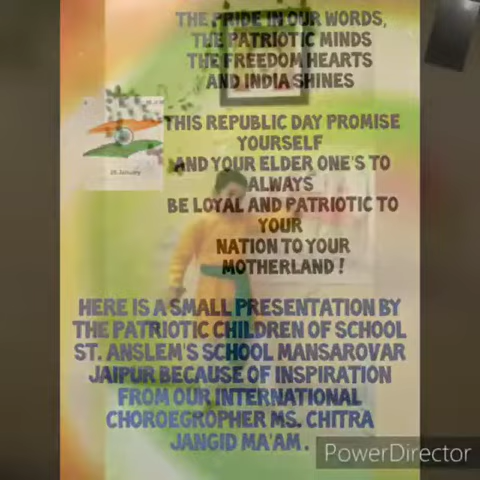 THE PRIDE IN OUR WORDS,
THE PATRIOTIC MINDS
THE FREEDOM HEARTS
AND INDIA SHINES
THIS REPUBLIC DAY PROMISE
YOURSELF
AND YOUR ELDER ONE'S TO
ALWAYS
BE LOYAL AND PATRIOTIC TO
YOUR
NATION TO YOUR
MOTHERLAND !
26 January
HERE IS A SMALL PRESENTATION BY
THE PATRIOTIC CHILDREN OF SCHOOL
ST. ANSLEM'S SCHOOL MANSAROVAR
JAIPUR BECAUSE OF INSPIRATION
FROM OUR INTERNATIONAL
CHOROEGROPHER MS. CHITRA
JANGID MA'AM .
PowerDirector